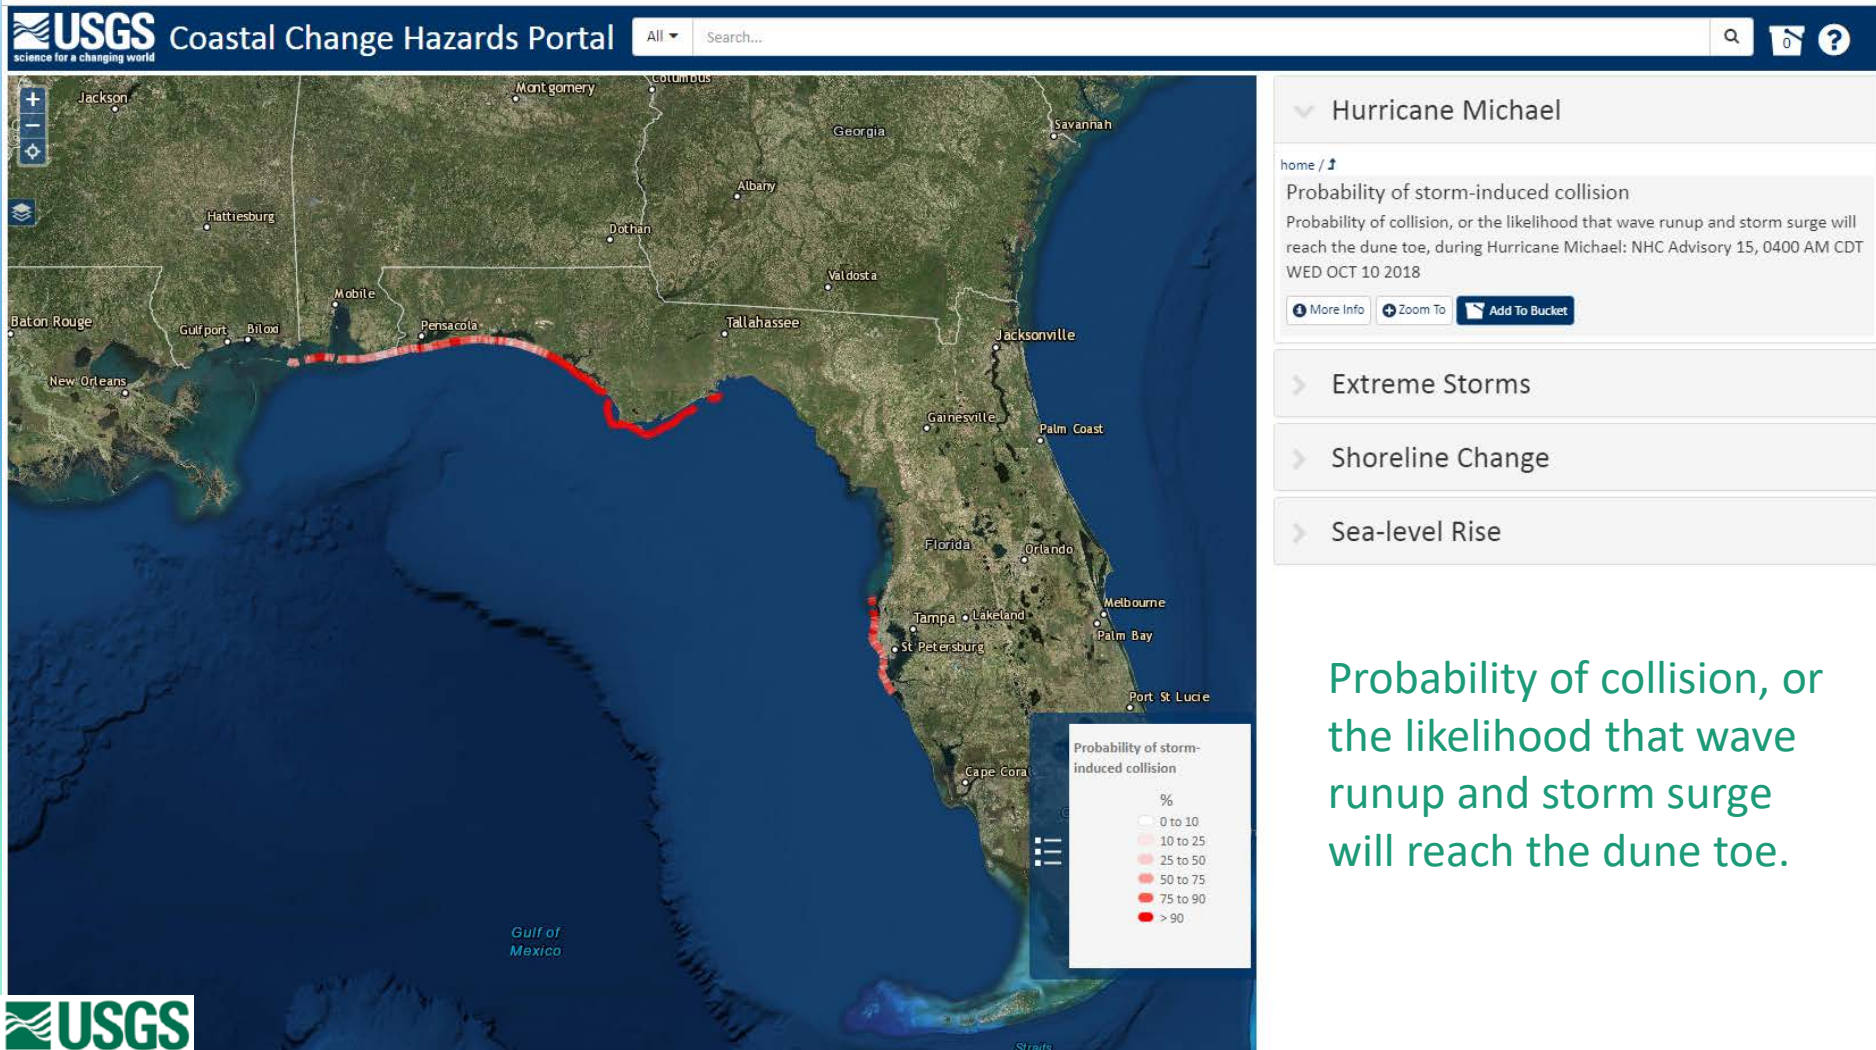 USGS
science for a changing world
Coastal Change Hazards Portal
All
Search...
0
?
Jackson
Montgomery
Columbus
Georgia
Savannah
Albany
Hattiesburg
Dothan
Valdosta
Mobile
Baton Rouge
Gulfport
Biloxi
Pensacola
Tallahassee
Jacksonville
New Orleans
Gainesville
Palm Coast
Florida
Orlando
Melbourne
Tampa
Lakeland
Palm Bay
St Petersburg
Port St Lucie
Cape Cora
Gulf of
Mexico
Straits
Probability of storm-
induced collision
%
0 to 10
10 to 25
25 to 50
50 to 75
75 to 90
> 90
Hurricane Michael
home /
Probability of storm-induced collision
Probability of collision, or the likelihood that wave runup and storm surge will
reach the dune toe, during Hurricane Michael: NHC Advisory 15, 0400 AM CDT
WED OCT 10 2018
More Info
Zoom To
Add To Bucket
Extreme Storms
Shoreline Change
Sea-level Rise
Probability of collision, or
the likelihood that wave
runup and storm surge
will reach the dune toe.
USGS